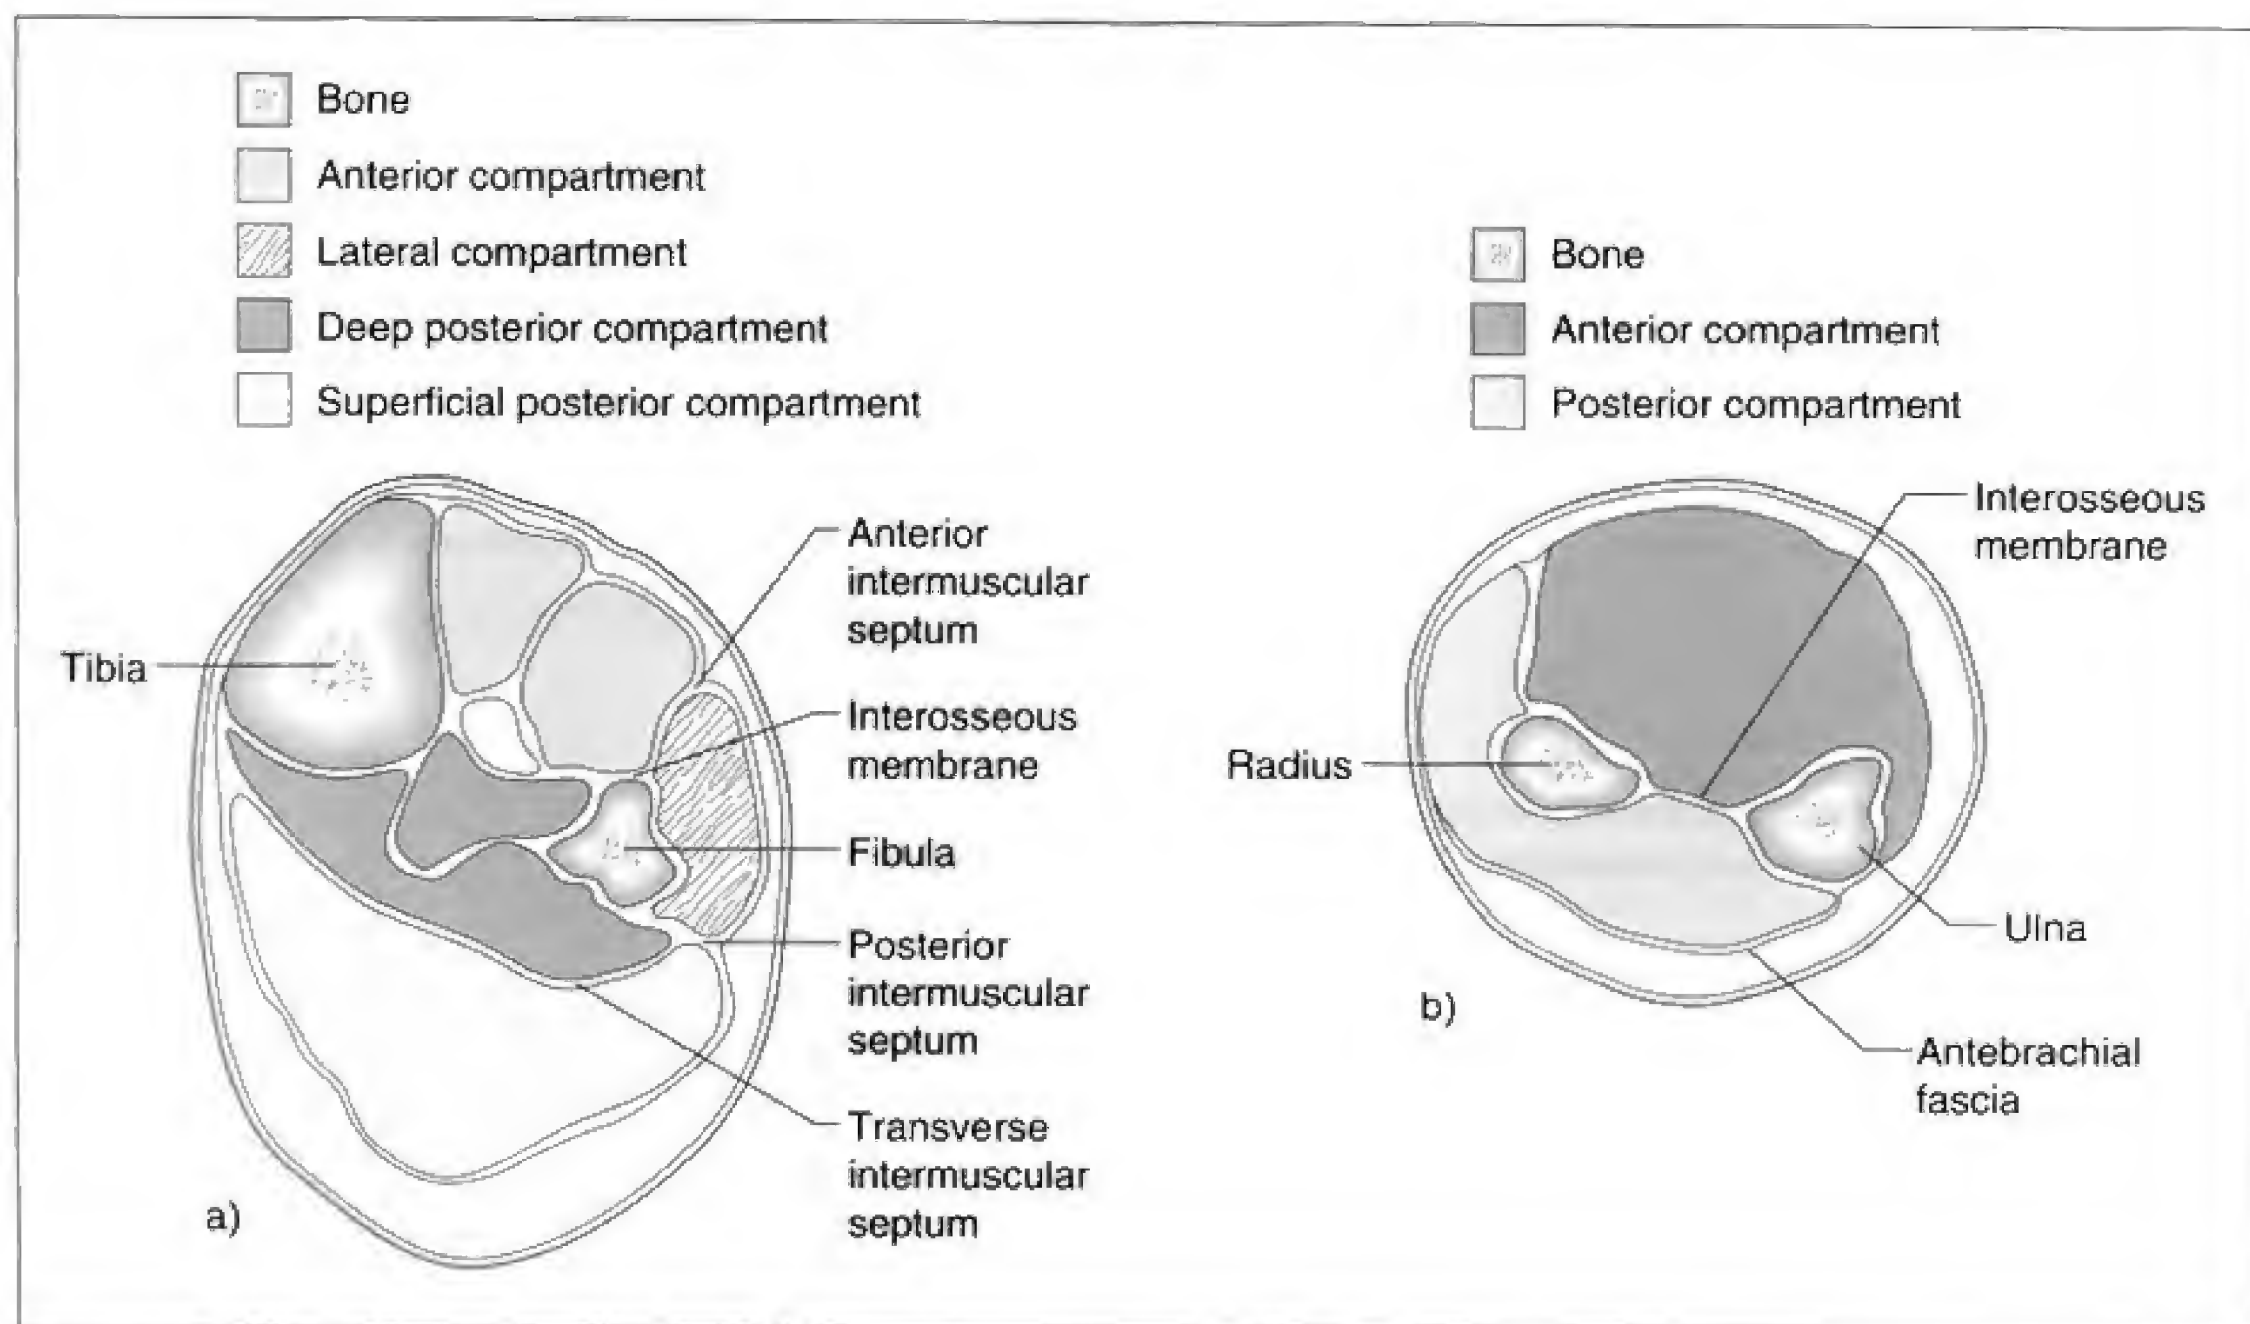 Bone
Anterior compartment
Lateral compartment
Deep posterior compartment
Superficial posterior compartment
Tibia
Anterior
intermuscular
septum
Interosseous
membrane
Fibula
Posterior
intermuscular
septum
Transverse
intermuscular
septum
a)
Bone
Anterior compartment
Posterior compartment
Interosseous
membrane
Radius
Ulna
Antebrachial
fascia
b)